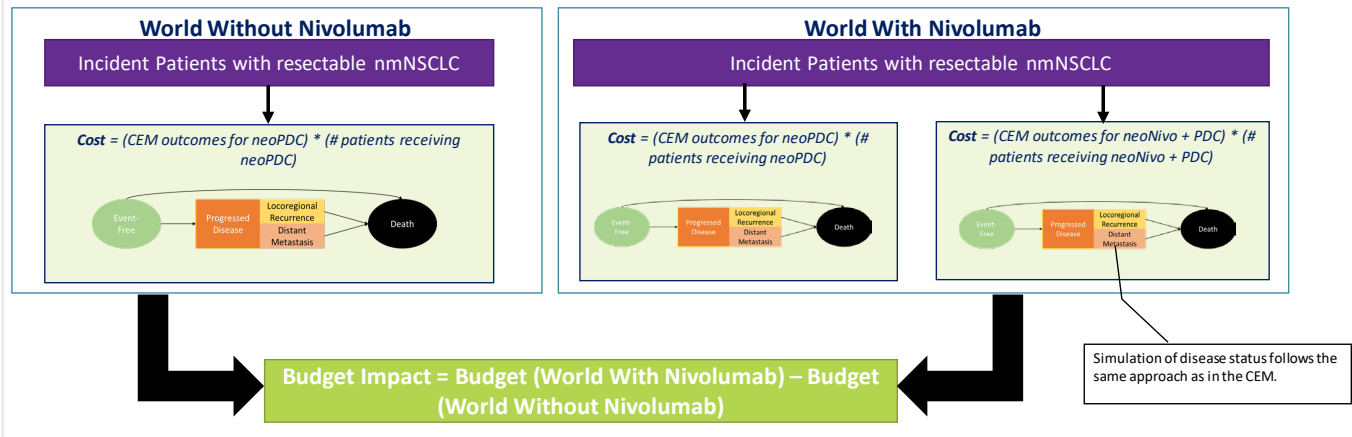 World Without Nivolumab
Incident Patients with resectable nmNSCLC
Cost = (CEM outcomes for neoPDC) * (# patients receiving
neoPDC)
Event-
Free
Progressed
Disease
Locoregional
Recurrence
Distant
Metastasis
Death
World With Nivolumab
Incident Patients with resectable nmNSCLC
Cost = (CEM outcomes for neoPDC) * (#
patients receiving neoPDC)
Event-
Free
Progressed
Disease
Locoregional
Recurrence
Distant
Metastasis
Death
Cost = (CEM outcomes for neoNivo + PDC) * (#
patients receiving neoNivo + PDC)
Event-
Free
Progressed
Disease
Locoregional
Recurrence
Distant
Metastasis
Death
Simulation of disease status follows the
same approach as in the CEM.
Budget Impact = Budget (World With Nivolumab) – Budget
(World Without Nivolumab)